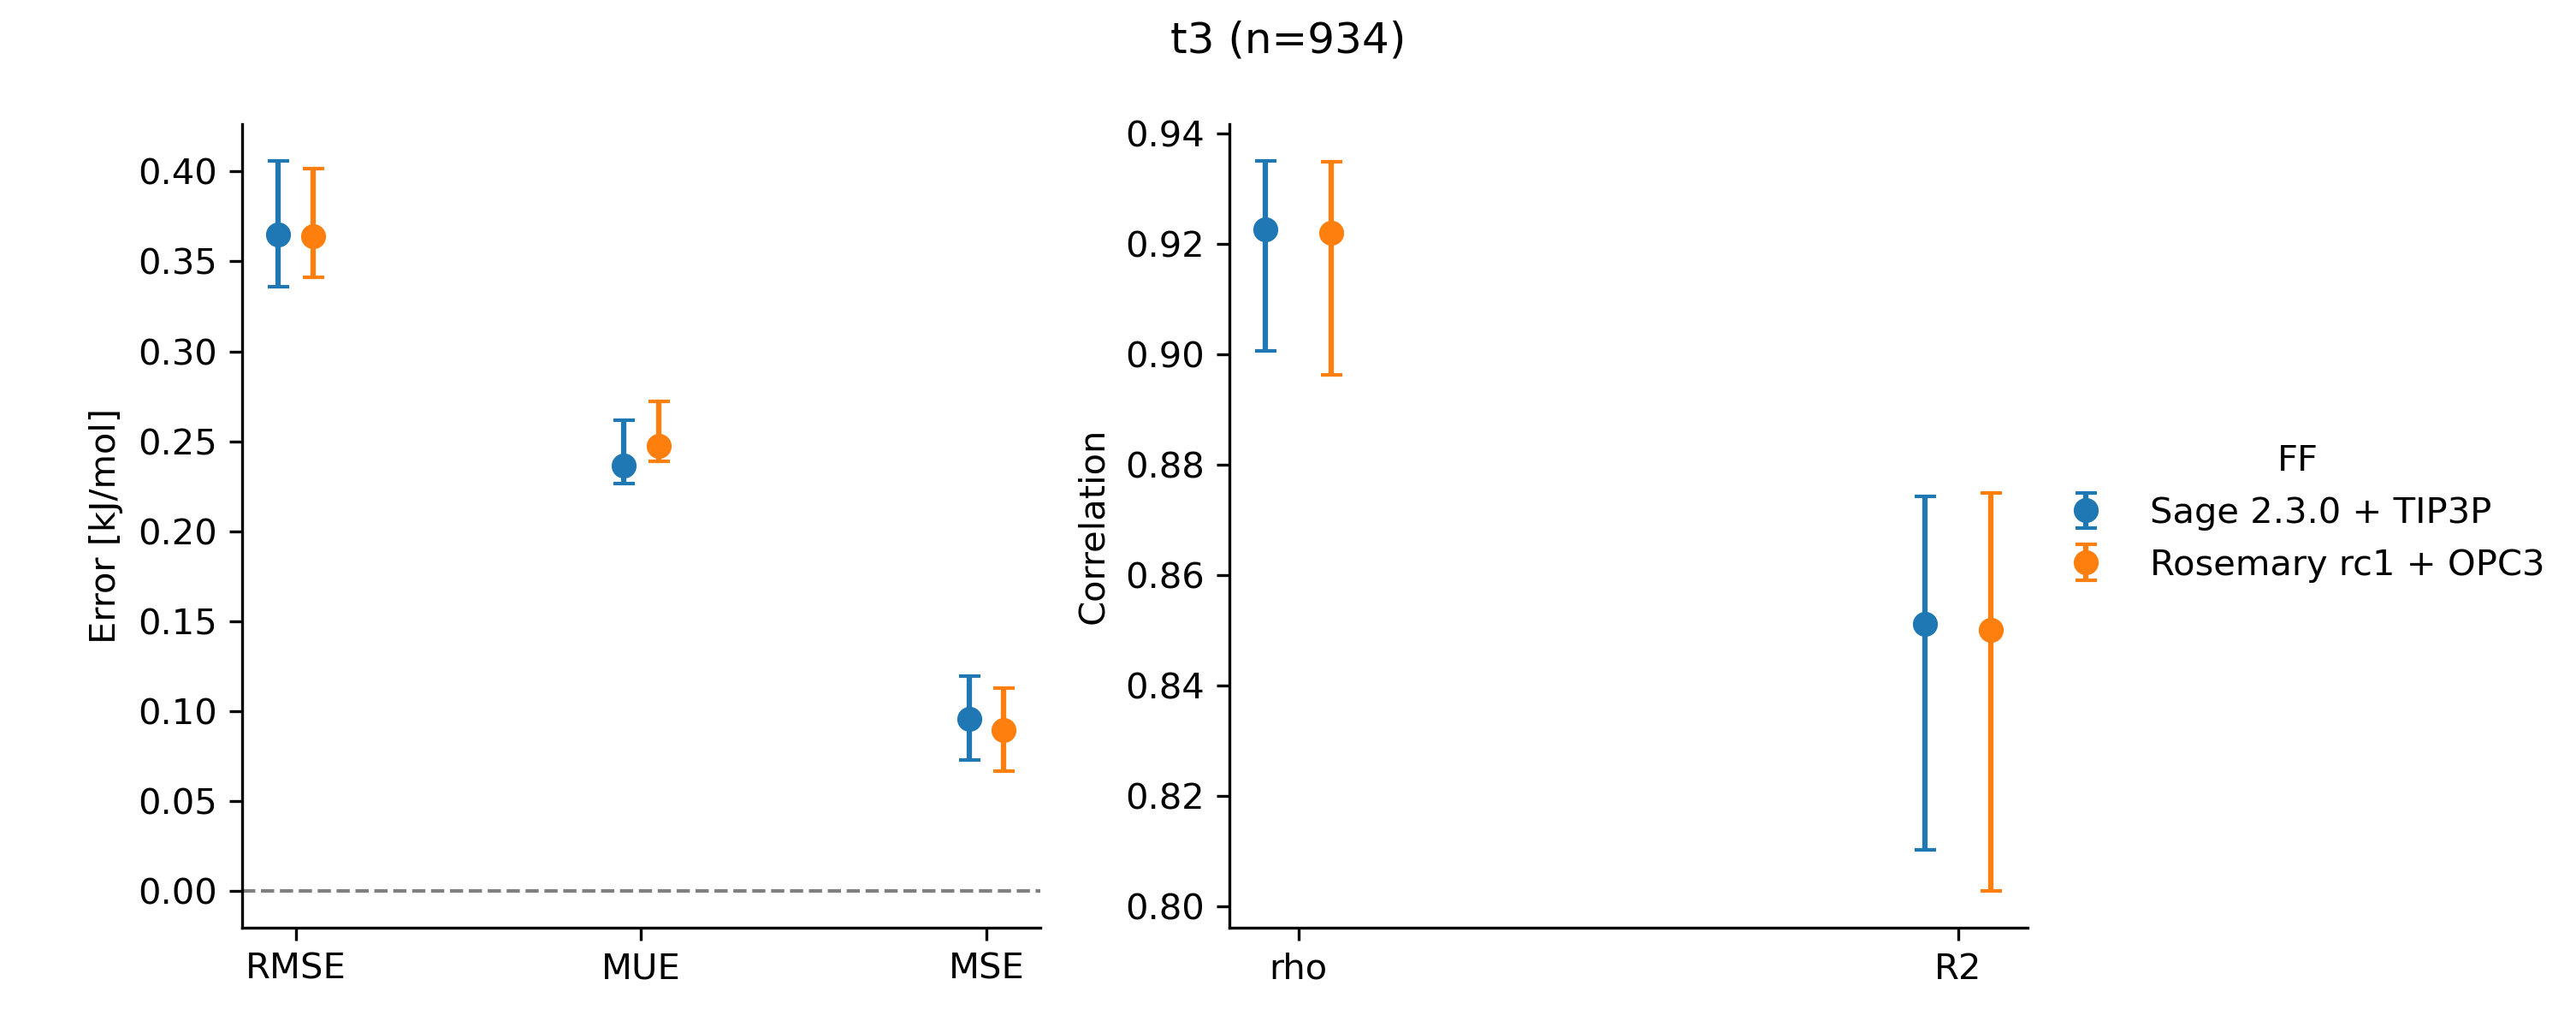 t3 (n=934)
Error [kJ/mol]
0.40
0.35
0.30
0.25
0.20
0.15
0.10
0.05
0.00
RMSE MUE MSE
Correlation
0.94
0.92
0.90
0.88
0.86
0.84
0.82
0.80
rho R2
FF
Sage 2.3.0 + TIP3P
Rosemary rc1 + OPC3